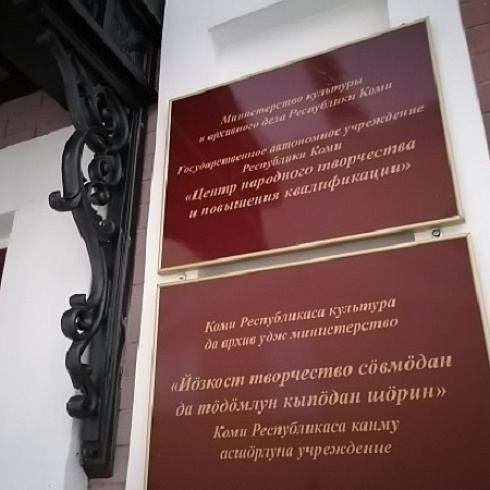 Министерство культуры
и архивного дела Республики Коми
Государственное автономное учреждение
Республики Коми
«Центр народного творчества
и повышения квалификации»
Коми Республикаса культура
да архив удж министерство
«Йӧзкост творчество сӧвмӧдан
да тӧдӧмлун кыпӧдан шӧрин»
Коми Республикаса канму
асшӧрлуна учреждение